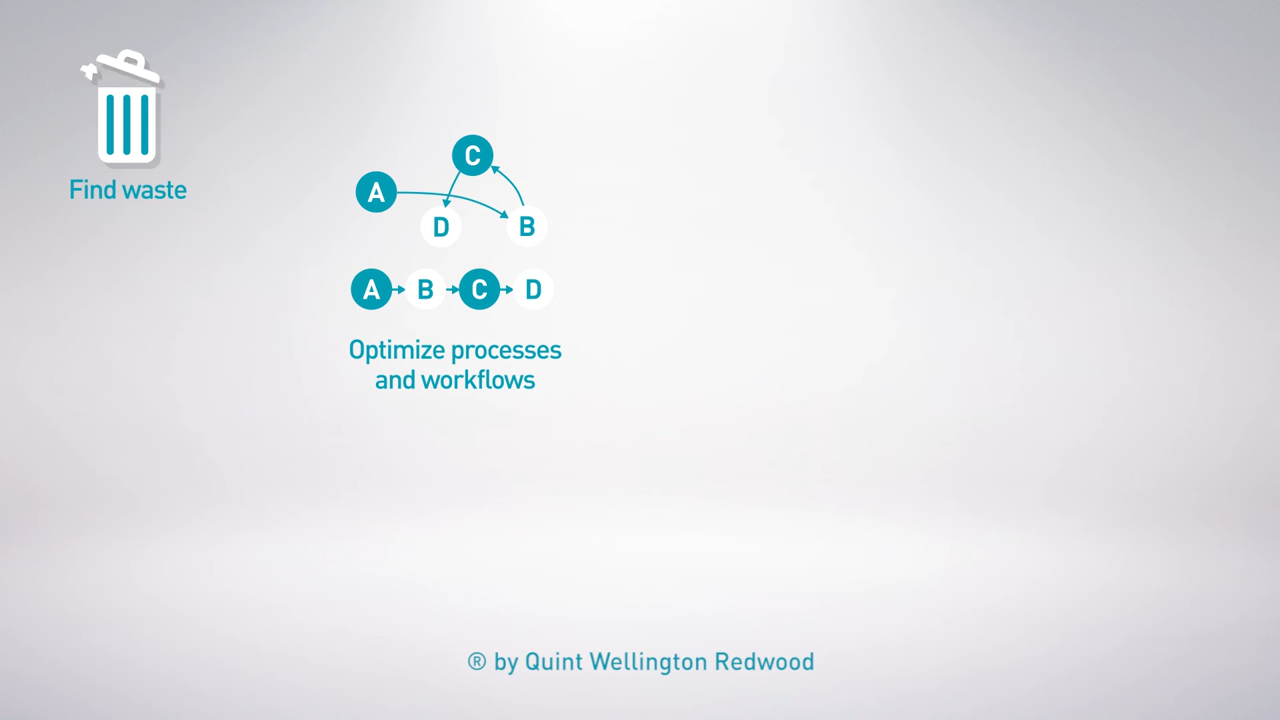 Find waste
C
A
D B
A B C D
Optimize processes
and workflows
® by Quint Wellington Redwood